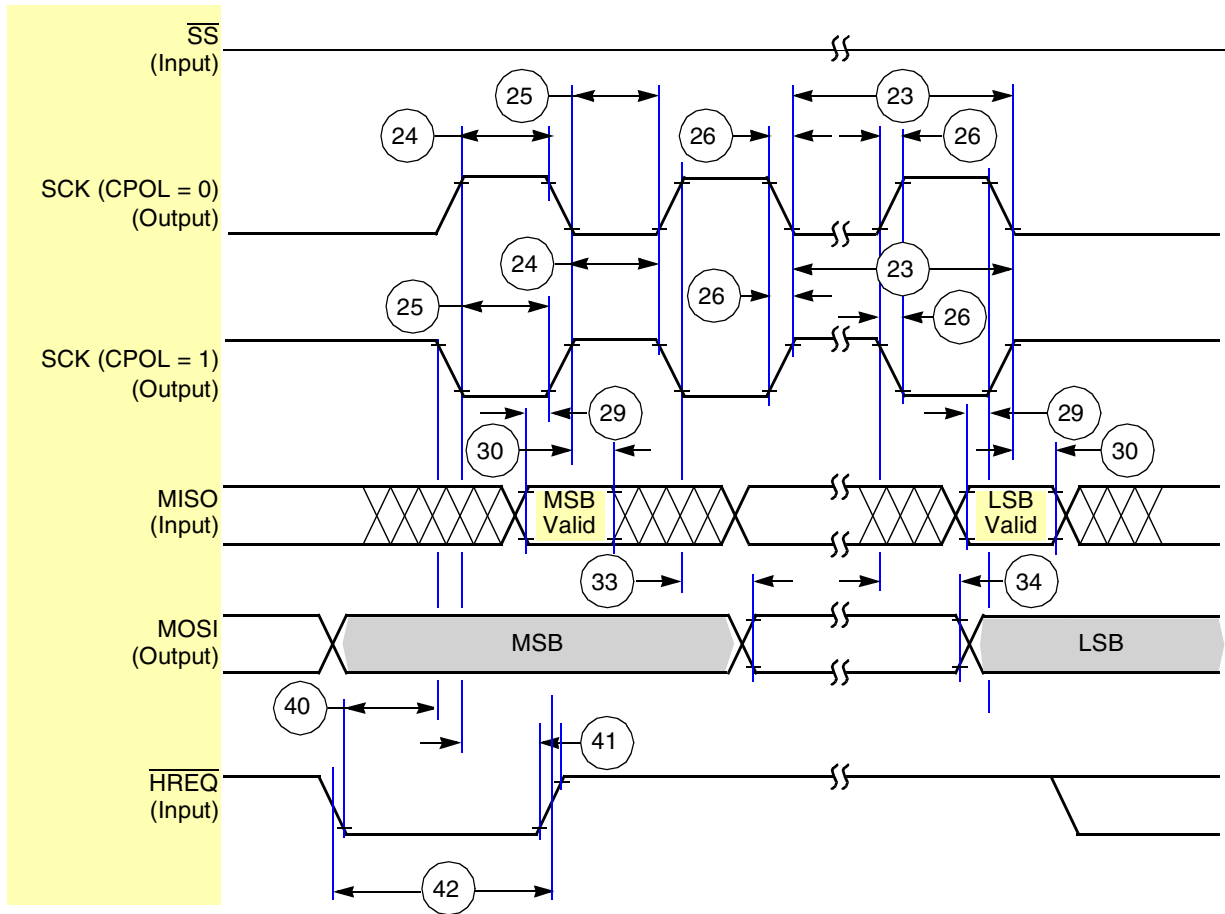 SS
(Input)
25
23
24
26
26
SCK (CPOL = 0)
(Output)
24
23
25
26
26
SCK (CPOL = 1)
(Output)
29
29
30
30
MISO
(Input)
MSB
Valid
LSB
Valid
33
34
MOSI
(Output)
MSB
LSB
40
41
HREQ
(Input)
42